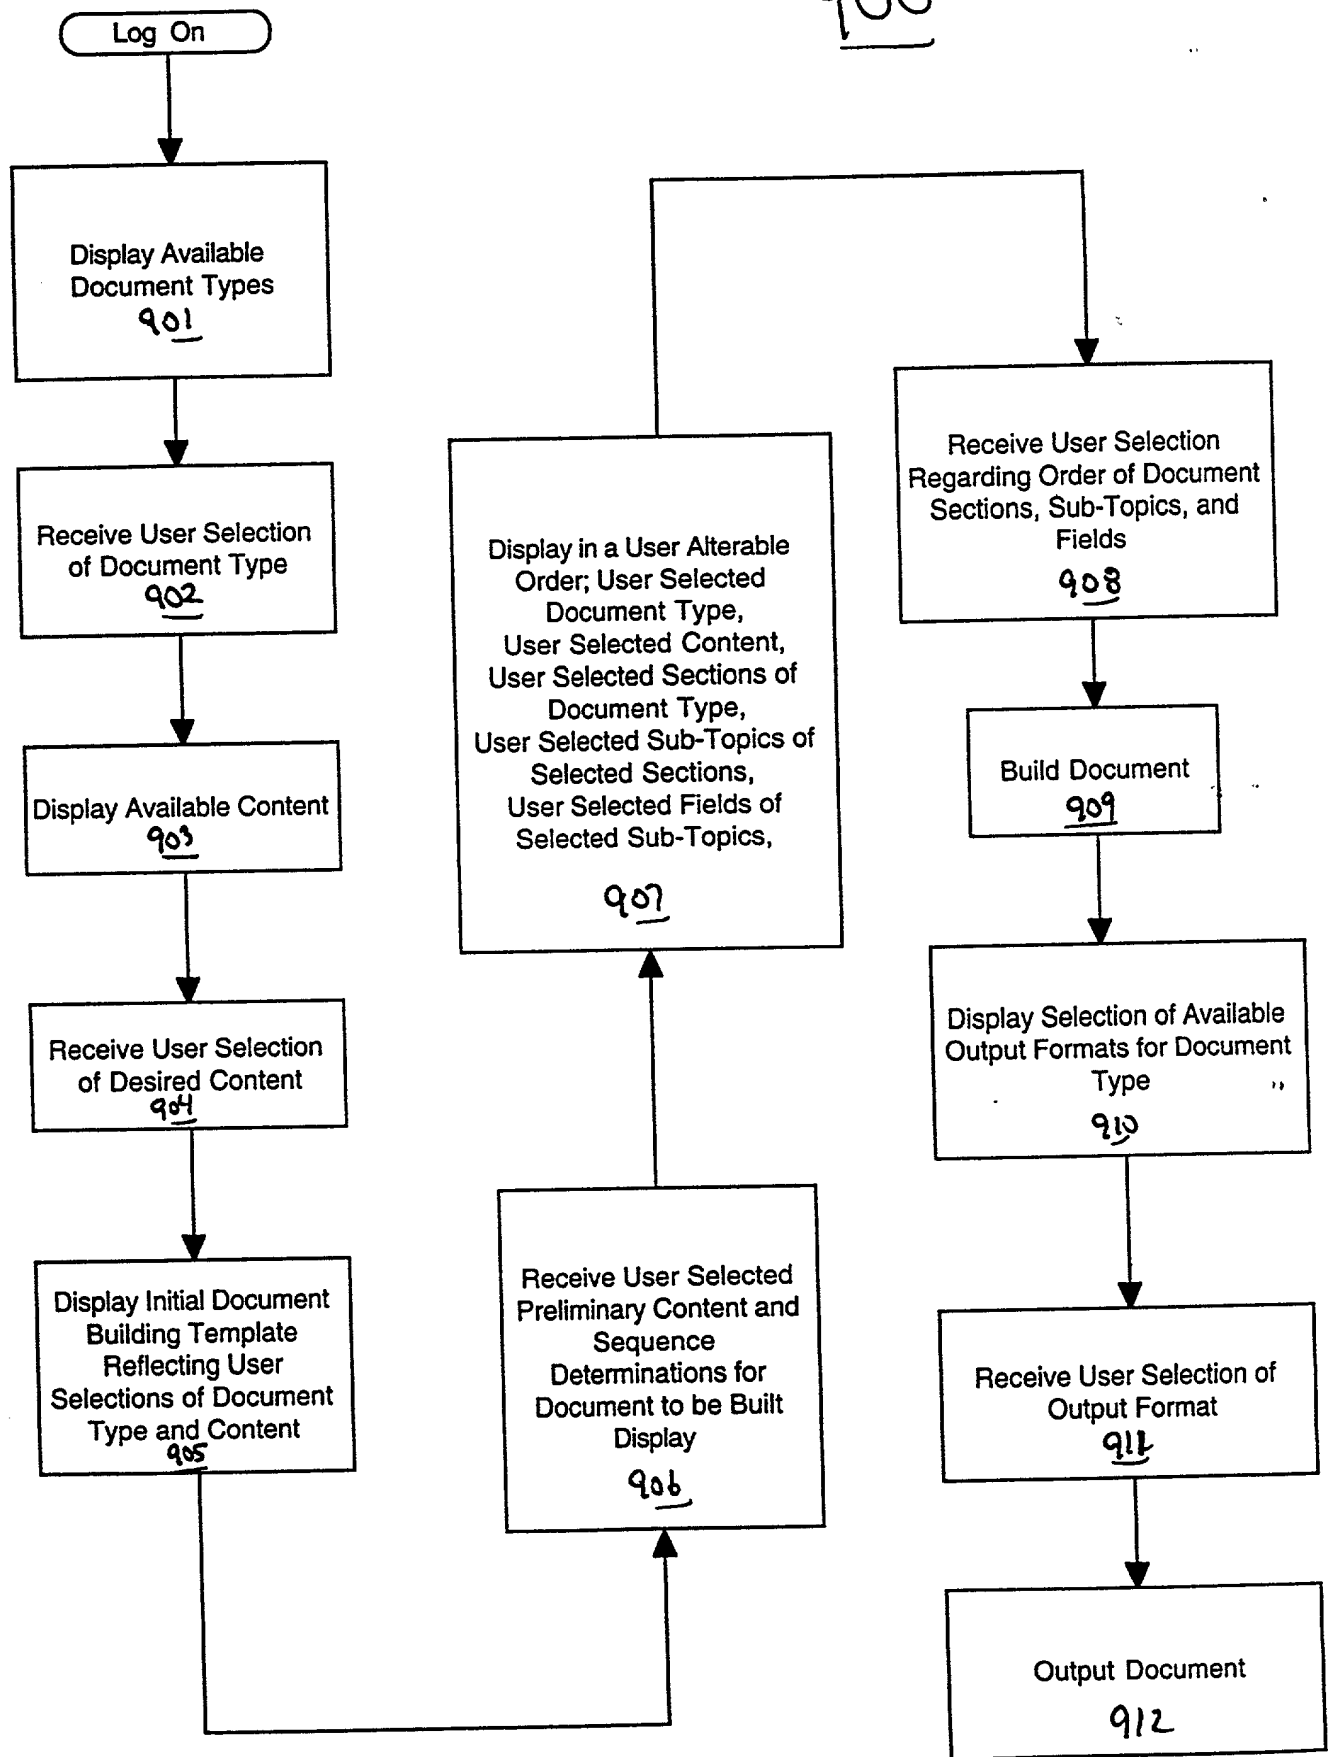 900
Log On
Display Available
Document Types
901
Receive User Selection
of Document Type
902
Display Available Content
903
Receive User Selection
of Desired Content
904
Display Initial Document
Building Template
Reflecting User
Selections of Document
Type and Content
905
Receive User Selected
Preliminary Content and
Sequence
Determinations for
Document to be Built
Display
906
Display in a User Alterable
Order; User Selected
Document Type,
User Selected Content,
User Selected Sections of
Document Type,
User Selected Sub-Topics of
Selected Sections,
User Selected Fields of
Selected Sub-Topics,
907
Receive User Selection
Regarding Order of Document
Sections, Sub-Topics, and
Fields
908
Build Document
909
Display Selection of Available
Output Formats for Document
Type
910
Receive User Selection of
Output Format
911
Output Document
912